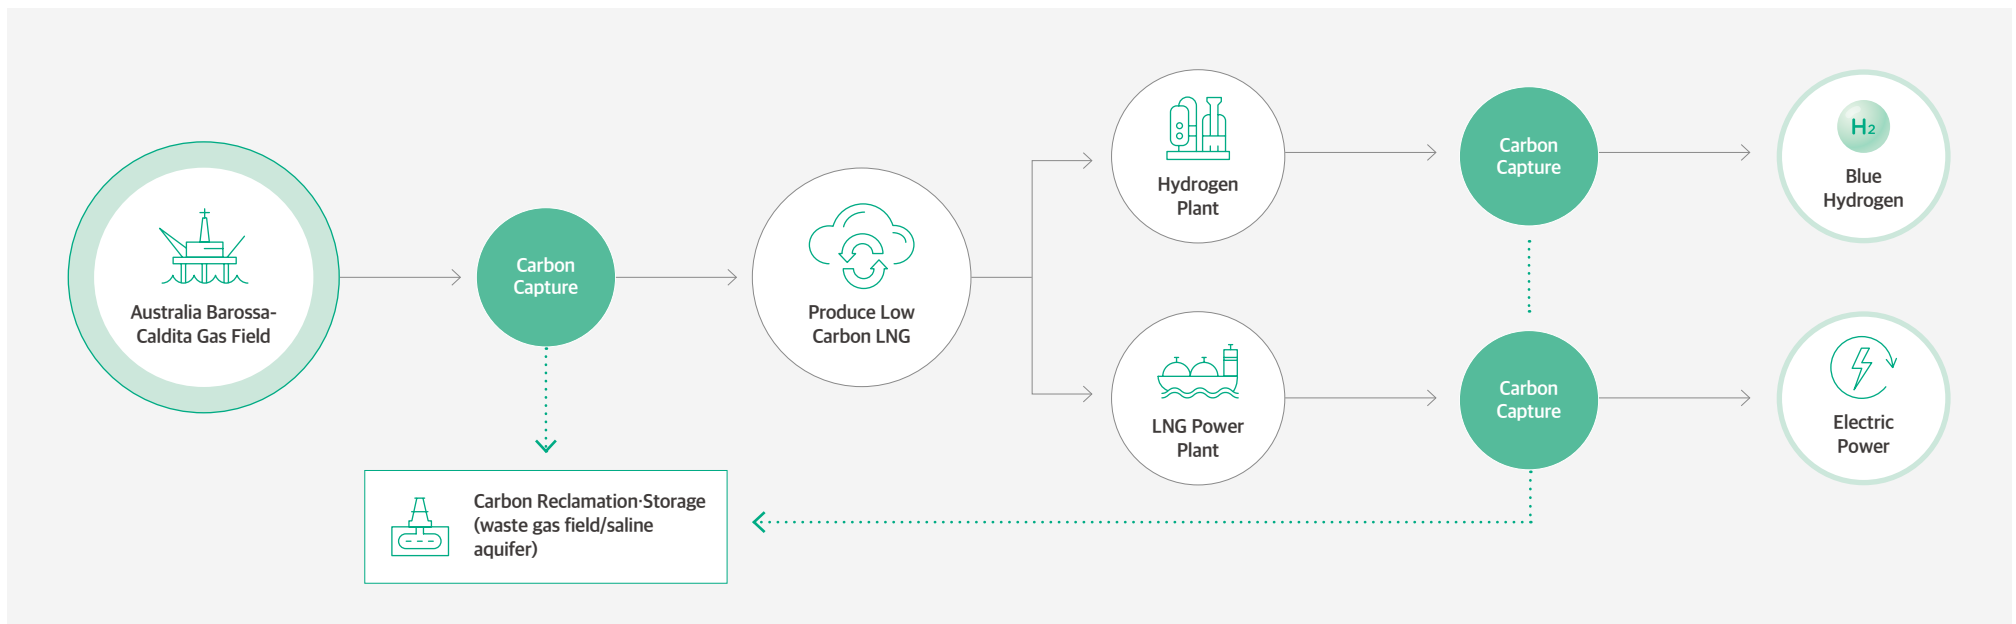 Australia Barossa-
Caldita Gas Field
Carbon
Capture
Produce Low
Carbon LNG
Hydrogen
Plant
Carbon
Capture
H2
Blue
Hydrogen
LNG Power
Plant
Carbon
Capture
Electric
Power
Carbon Reclamation·Storage
(waste gas field/saline
aquifer)